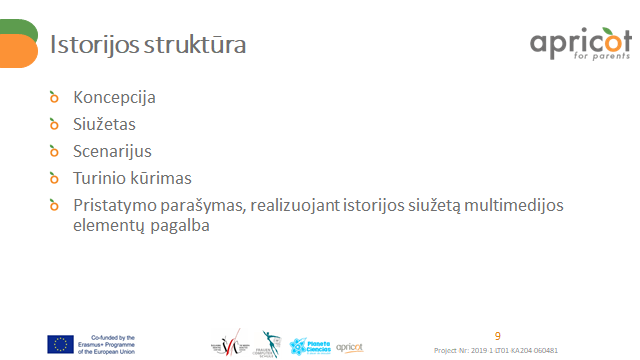 Istorijos struktūra
apricot
for parents
Koncepcija
Siužetas
Scenarijus
Turinio kūrimas
Pristatymo parašymas, realizuojant istorijos siužetą multimedijos
elementų pagalba
Co-funded by the
Erasmus+ Programme
of the European Union
Planeta
Ciencias
apricot
9
Project Nr: 2019-1-LT01-KA204-060481